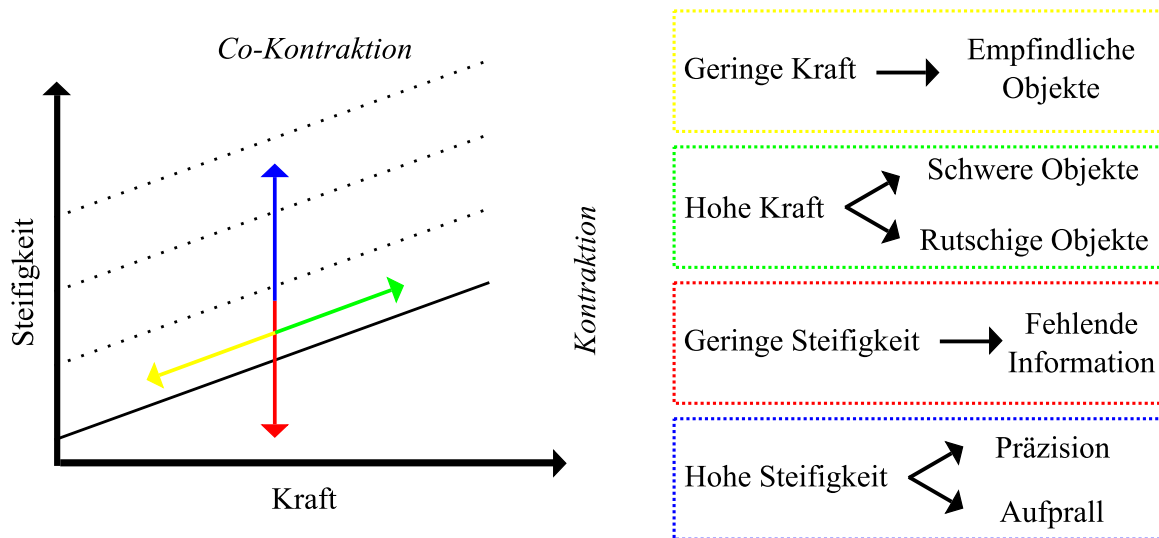 Co-Kontraktion
Steifigkeit
Kraft
Kontraktion
Geringe Kraft
Empfindliche
Objekte
Hohe Kraft
Schwere Objekte
Rutschige Objekte
Geringe Steifigkeit
Fehlende
Information
Hohe Steifigkeit
Präzision
Aufprall